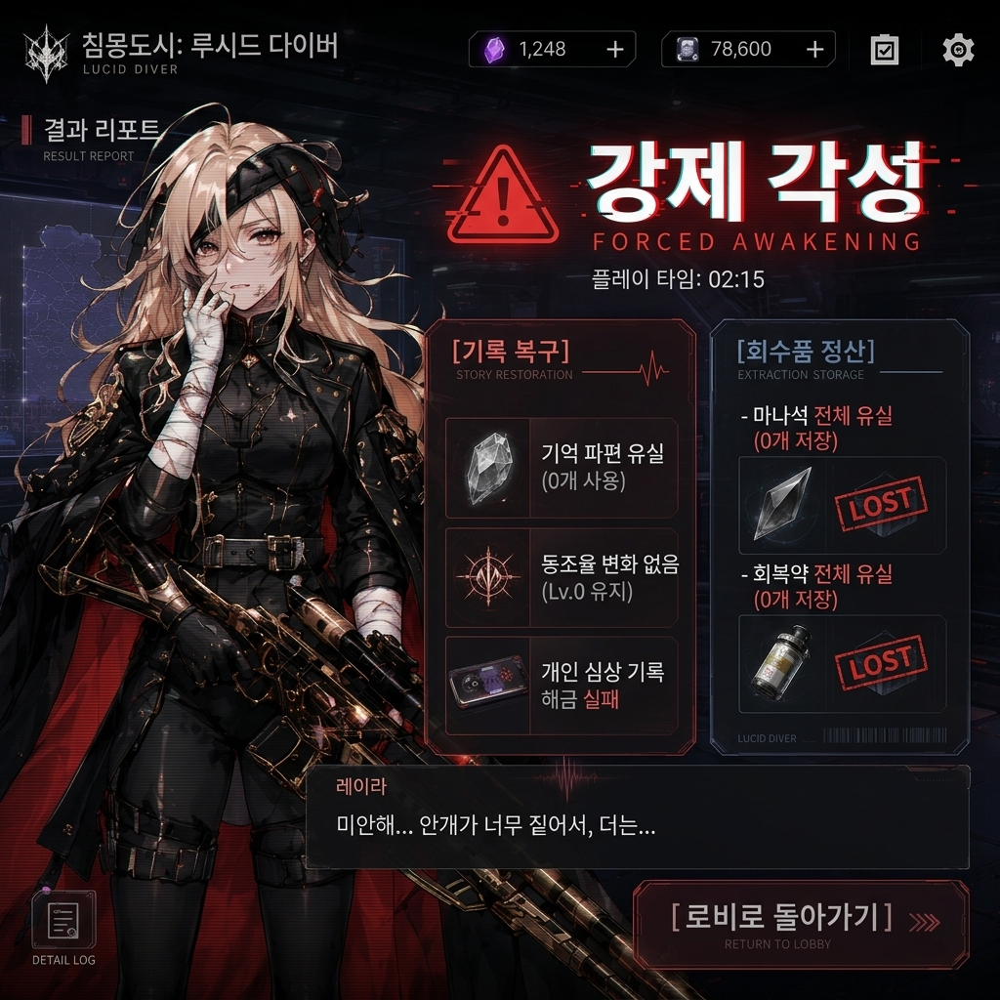 침몽도시: 루시드 다이버
LUCID DIVER
1,248
78,600
결과 리포트
RESULT REPORT
강제 각성
FORCED AWAKENING
플레이 타임: 02:15
[기록 복구]
STORY RESTORATION
기억 파편 유실
(0개 사용)
동조율 변화 없음
(Lv.0 유지)
개인 심상 기록
해금 실패
[회수품 정산]
EXTRACTION STORAGE
- 마나석 전체 유실
(0개 저장)
LOST
- 회복약 전체 유실
(0개 저장)
LOST
LUCID DIVER
레이라
미안해... 안개가 너무 짙어서, 더는...
DETAIL LOG
[로비로 돌아가기]
RETURN TO LOBBY